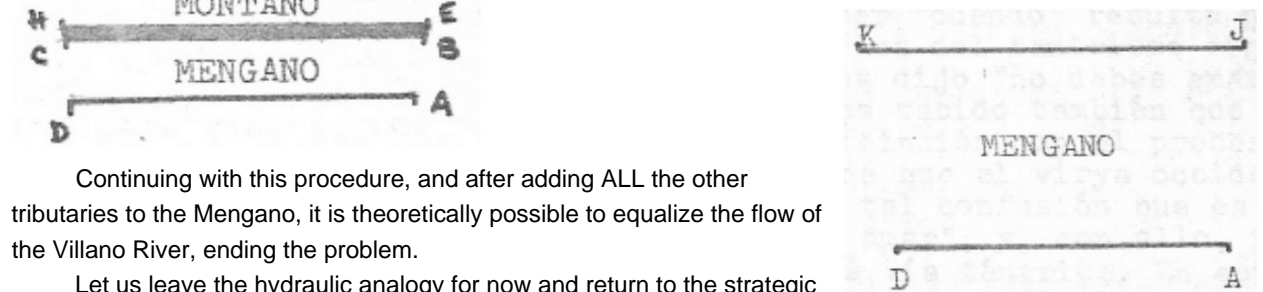 MONTANO
H E
C B
MENGANO
D A
K J
MENGANO
D A
Continuing with this procedure, and after adding ALL the other
tributaries to the Mengano, it is theoretically possible to equalize the flow of
the Villano River, ending the problem.
Let us leave the hydraulic analogy for now and return to the strategic